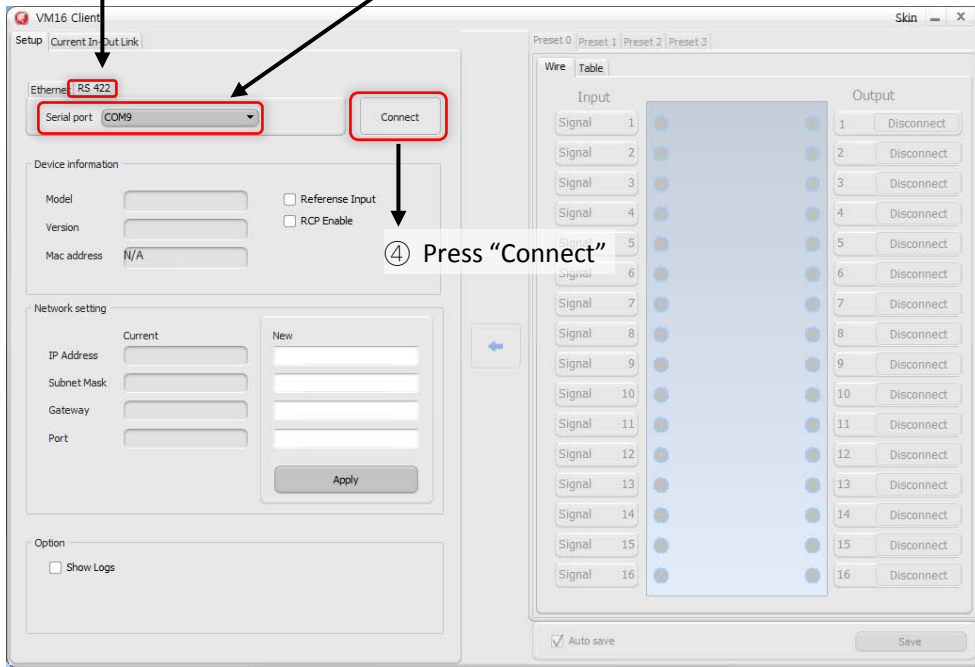 VM16 Client
Skin
Setup
Current In-Out Link
Preset 0
Preset 1
Preset 2
Preset 3
Ethernet
RS 422
Serial port
COM9
Connect
Device information
Model
Version
Mac address
N/A
Referense Input
RCP Enable
④ Press “Connect”
Network setting
Current
New
IP Address
Subnet Mask
Gateway
Port
Apply
Option
Show Logs
Wire
Table
Input
Output
Signal 1
1 Disconnect
Signal 2
2 Disconnect
Signal 3
3 Disconnect
Signal 4
4 Disconnect
Signal 5
5 Disconnect
Signal 6
6 Disconnect
Signal 7
7 Disconnect
Signal 8
8 Disconnect
Signal 9
9 Disconnect
Signal 10
10 Disconnect
Signal 11
11 Disconnect
Signal 12
12 Disconnect
Signal 13
13 Disconnect
Signal 14
14 Disconnect
Signal 15
15 Disconnect
Signal 16
16 Disconnect
Auto save
Save